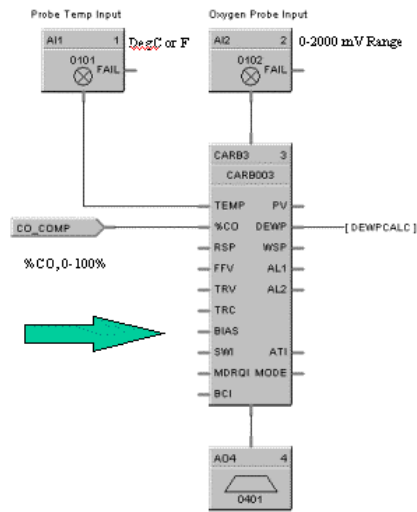 Probe Temp Input
Oxygen Probe Input
AI1 1
DegC or F
AI2 2
0-2000 mV Range
0101
FAIL
0102
FAIL
CARB3 3
CARB003
TEMP PV
CO_COMP
%CO DEWP
[DEWPCALC]
RSP WSP
%CO,0-100%
FFV AL1
TRV AL2
TRC
BIAS
SWI ATI
MDRQI MODE
BCI
AO4 4
0401